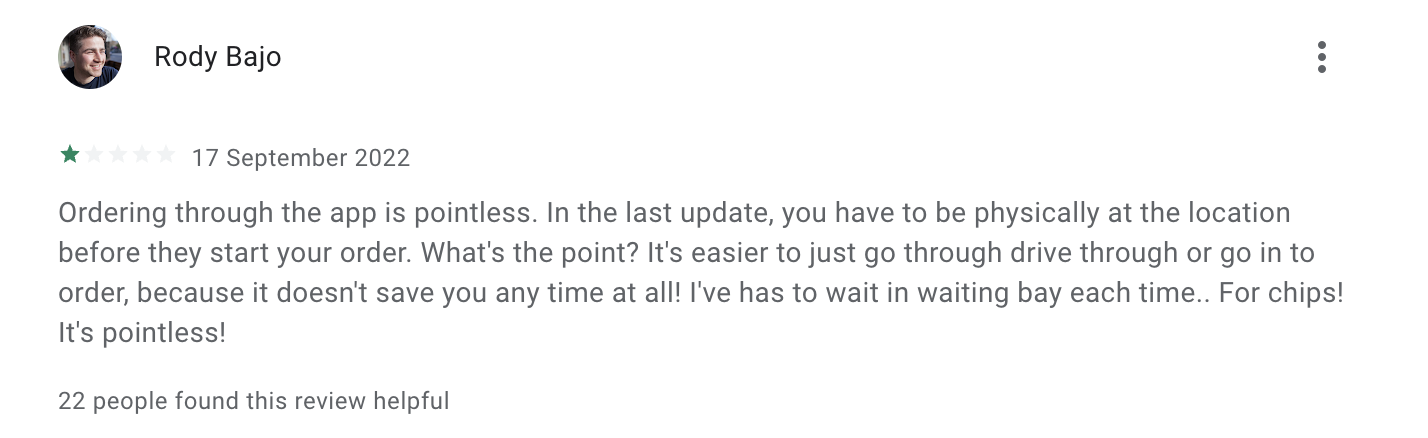 Rody Bajo
17 September 2022
Ordering through the app is pointless. In the last update, you have to be physically at the location
before they start your order. What's the point? It's easier to just go through drive through or go in to
order, because it doesn't save you any time at all! I've has to wait in waiting bay each time.. For chips!
It's pointless!
22 people found this review helpful